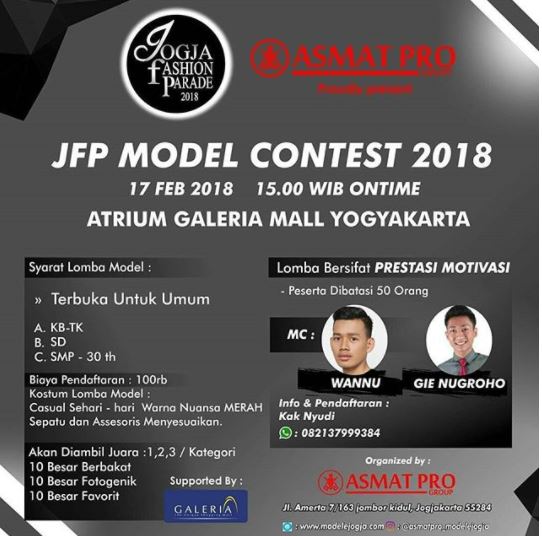 JOGJA
FASHION
PARADE
2018
ASMAT PRO
GROUP
Proudly present
JFP MODEL CONTEST 2018
17 FEB 2018 15.00 WIB ONTIME
ATRIUM GALERIA MALL YOGYAKARTA
Syarat Lomba Model :
» Terbuka Untuk Umum
A. KB-TK
B. SD
C. SMP - 30 th
Biaya Pendaftaran : 100rb
Kostum Lomba Model :
Casual Sehari - hari Warna Nuansa MERAH
Sepatu dan Assesoris Menyesuaikan.
Akan Diambil Juara :1,2,3 / Kategori
10 Besar Berbakat
10 Besar Fotogenik
10 Besar Favorit
Supported By :
GALERIA
Lomba Bersifat PRESTASI MOTIVASI
- Peserta Dibatasi 50 Orang
MC :
WANNU
GIE NUGROHO
Info & Pendaftaran :
Kak Nyudi
: 082137999384
Organized by :
ASMAT PRO
GROUP
Jl. Amerta 7/163 jombor kidul, Jogjakarta 55284
: www.modelejogja.com : @asmatpro_modelejogja